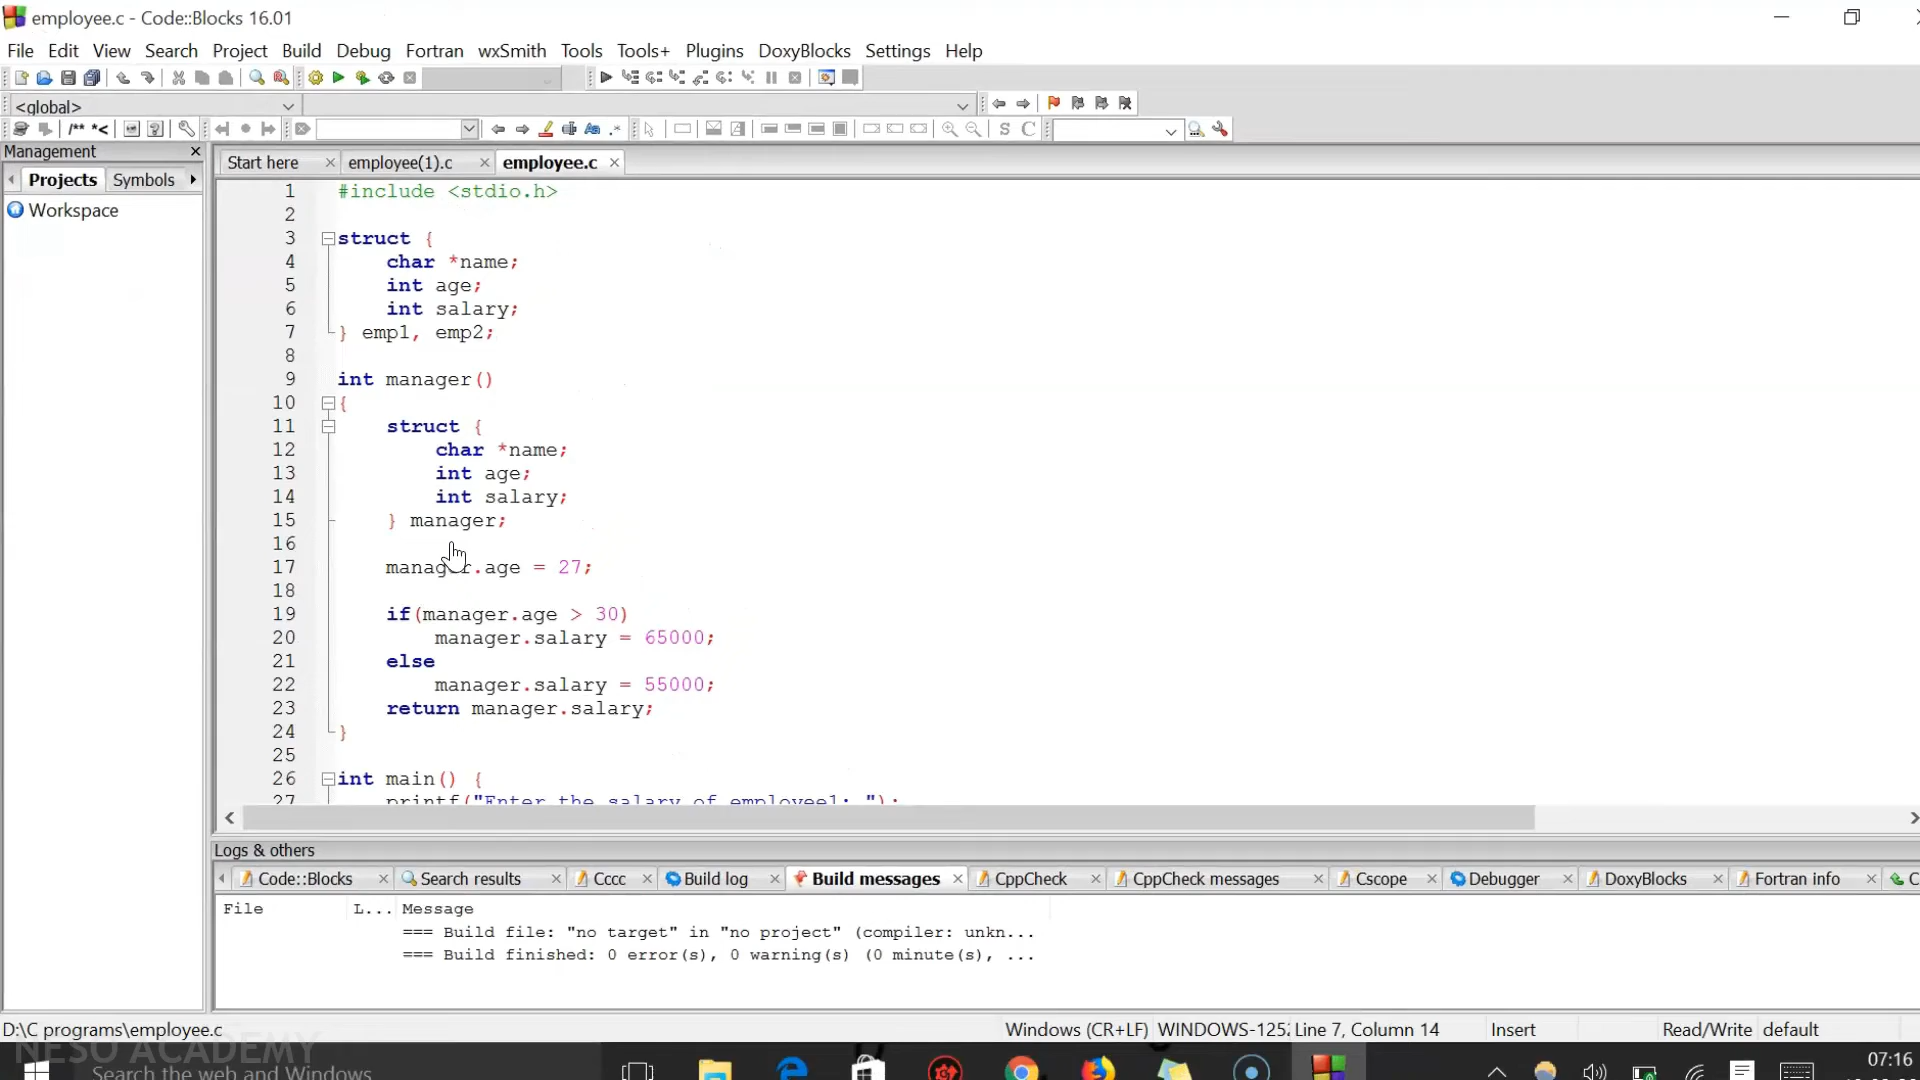 employee.c - Code::Blocks 16.01
File Edit View Search Project Build Debug Fortran wxSmith Tools Tools+ Plugins DoxyBlocks Settings Help
<global>
/** *<
Management
Start here employee(1).c employee.c
Projects Symbols
Workspace
1 #include <stdio.h>
2
3 struct {
4 char *name;
5 int age;
6 int salary;
7 } emp1, emp2;
8
9 int manager()
10 {
11 struct {
12 char *name;
13 int age;
14 int salary;
15 } manager;
16
17 manager.age = 27;
18
19 if(manager.age > 30)
20 manager.salary = 65000;
21 else
22 manager.salary = 55000;
23 return manager.salary;
24 }
25
26 int main() {
27 printf("Enter the salary of employee1: ");
Logs & others
Code::Blocks Search results Cccc Build log Build messages CppCheck CppCheck messages Cscope Debugger DoxyBlocks Fortran info C
File L... Message
=== Build file: "no target" in "no project" (compiler: unkn...
=== Build finished: 0 error(s), 0 warning(s) (0 minute(s), ...
D:\C programs\employee.c Windows (CR+LF) WINDOWS-1252 Line 7, Column 14 Insert Read/Write default
NESO ACADEMY
Search the web and Windows
07:16